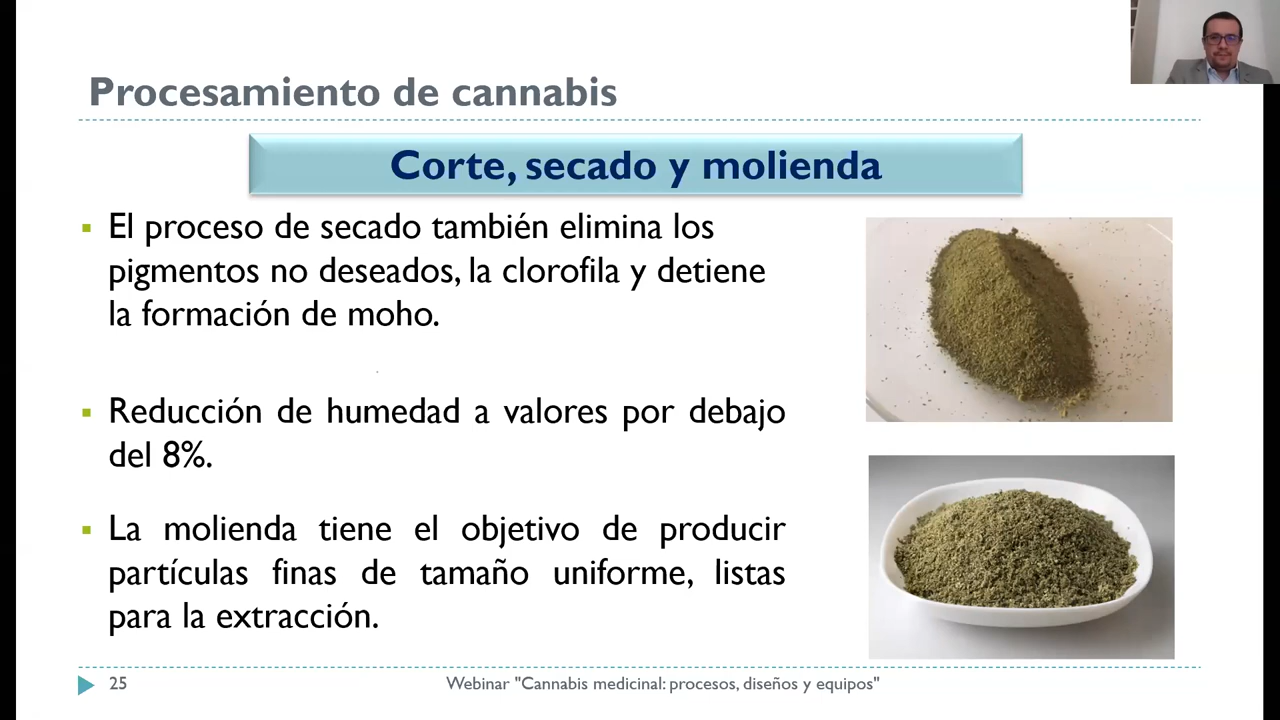 Procesamiento de cannabis
Corte, secado y molienda
El proceso de secado también elimina los
pigmentos no deseados, la clorofila y detiene
la formación de moho.
Reducción de humedad a valores por debajo
del 8%.
La molienda tiene el objetivo de producir
partículas finas de tamaño uniforme, listas
para la extracción.
25
Webinar "Cannabis medicinal: procesos, diseños y equipos"